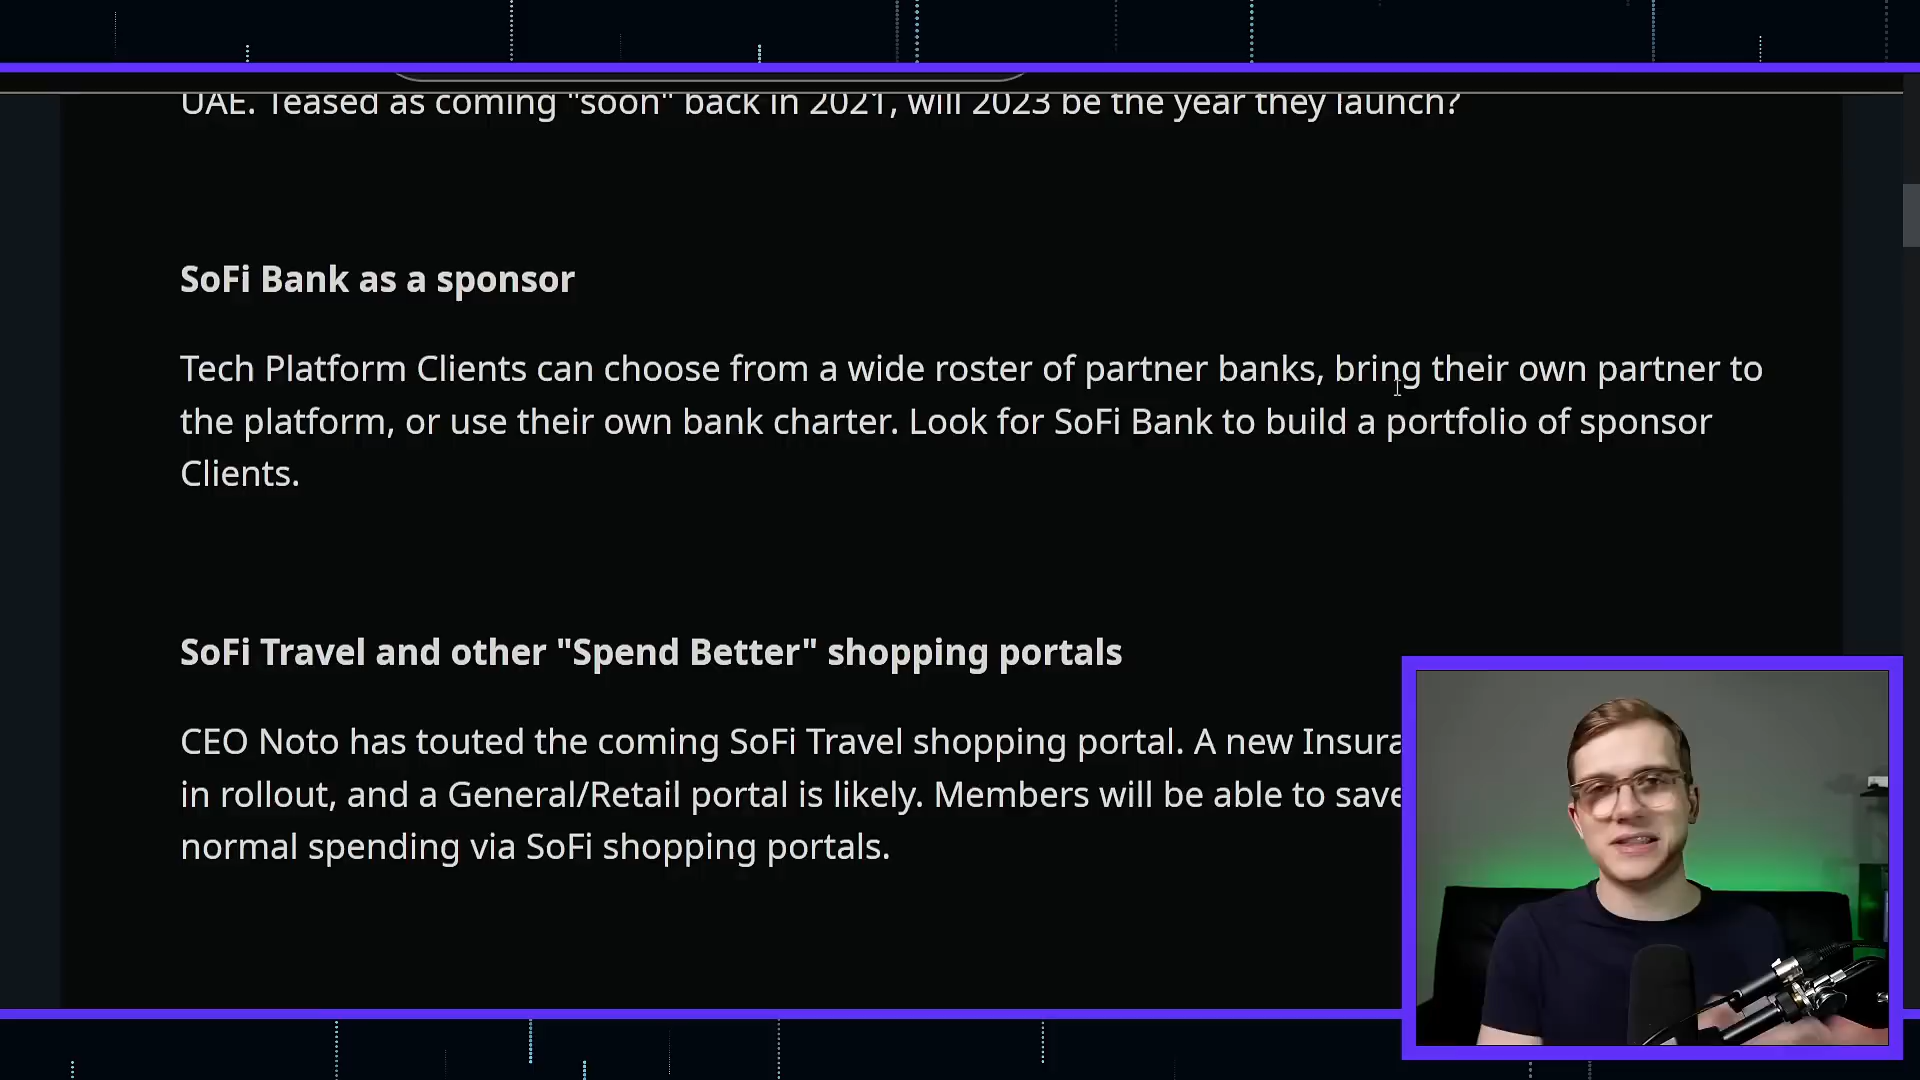 UAE. Teased as coming "soon" back in 2021, will 2023 be the year they launch?
SoFi Bank as a sponsor
Tech Platform Clients can choose from a wide roster of partner banks, bring their own partner to
the platform, or use their own bank charter. Look for SoFi Bank to build a portfolio of sponsor
Clients.
SoFi Travel and other "Spend Better" shopping portals
CEO Noto has touted the coming SoFi Travel shopping portal. A new
in rollout, and a General/Retail portal is likely. Members will be able to save
normal spending via SoFi shopping portals.